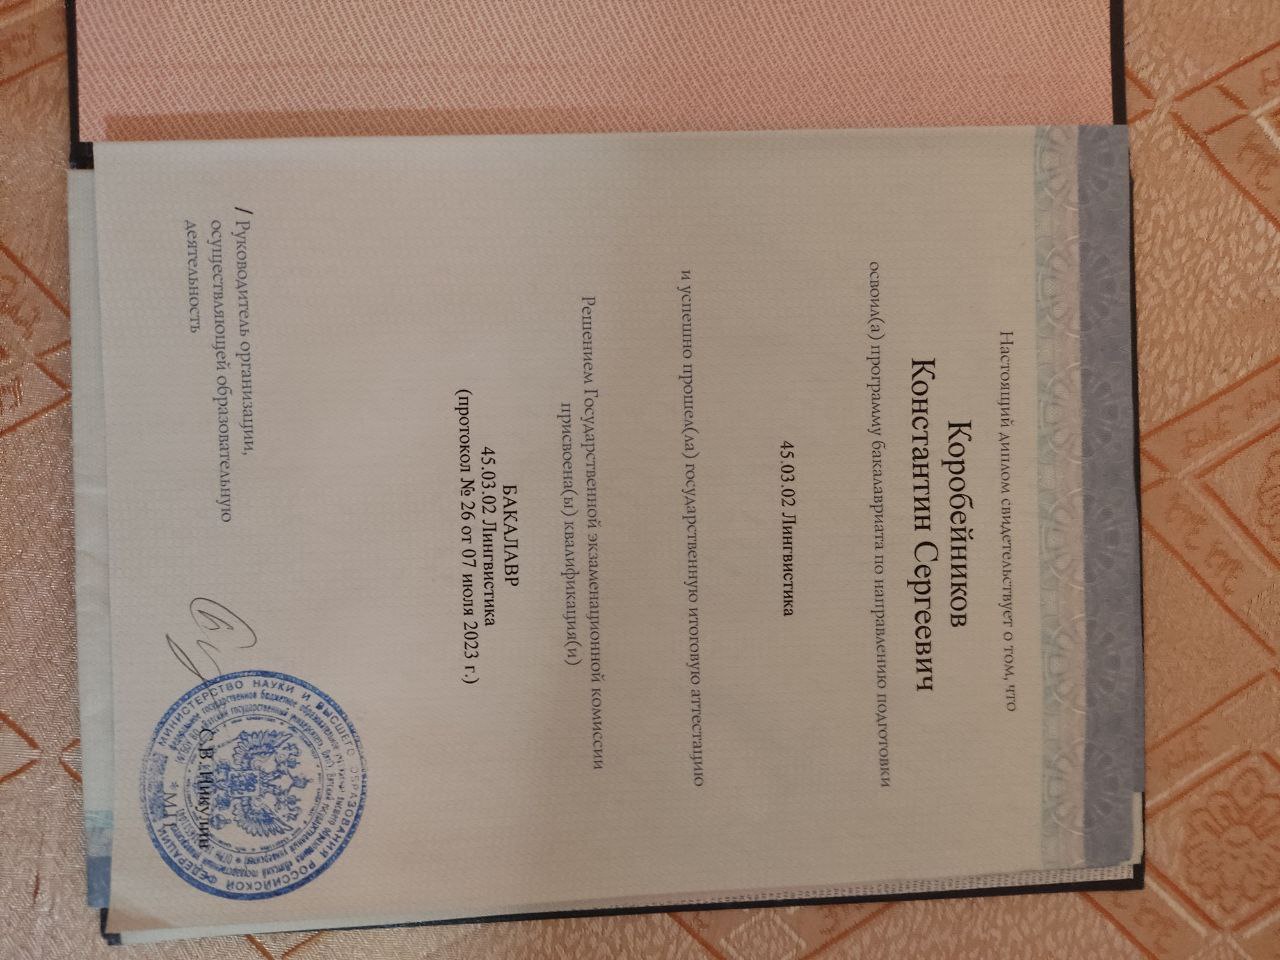 Настоящий диплом свидетельствует о том, что
Коробейников
Константин Сергеевич
освоил(а) программу бакалавриата по направлению подготовки
45.03.02 Лингвистика
и успешно прошел(ла) государственную итоговую аттестацию
Решением Государственной экзаменационной комиссии
присвоена(ы) квалификация(и)
БАКАЛАВР
45.03.02 Лингвистика
(протокол № 26 от 07 июля 2023 г.)
/ Руководитель организации,
осуществляющей образовательную
деятельность
С.В. Никулин
М.П.
МИНИСТЕРСТВО НАУКИ И ВЫСШЕГО ОБРАЗОВАНИЯ РОССИЙСКОЙ ФЕДЕРАЦИИ